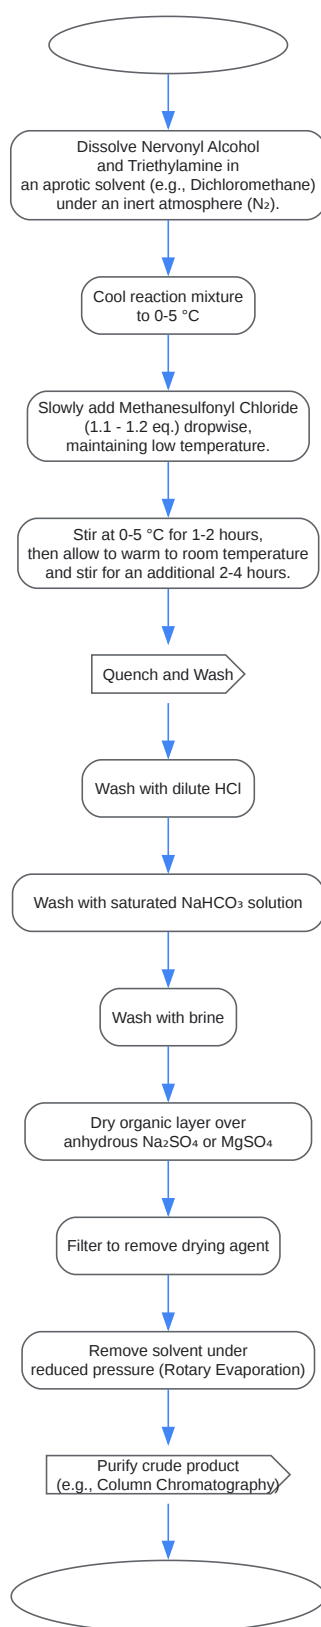 Dissolve Nervonyl Alcohol
and Triethylamine in
an aprotic solvent (e.g., Dichloromethane)
under an inert atmosphere (N₂).
Cool reaction mixture
to 0-5 °C
Slowly add Methanesulfonyl Chloride
(1.1 - 1.2 eq.) dropwise,
maintaining low temperature.
Stir at 0-5 °C for 1-2 hours,
then allow to warm to room temperature
and stir for an additional 2-4 hours.
Quench and Wash
Wash with dilute HCl
Wash with saturated NaHCO₃ solution
Wash with brine
Dry organic layer over
anhydrous Na₂SO₄ or MgSO₄
Filter to remove drying agent
Remove solvent under
reduced pressure (Rotary Evaporation)
Purify crude product
(e.g., Column Chromatography)